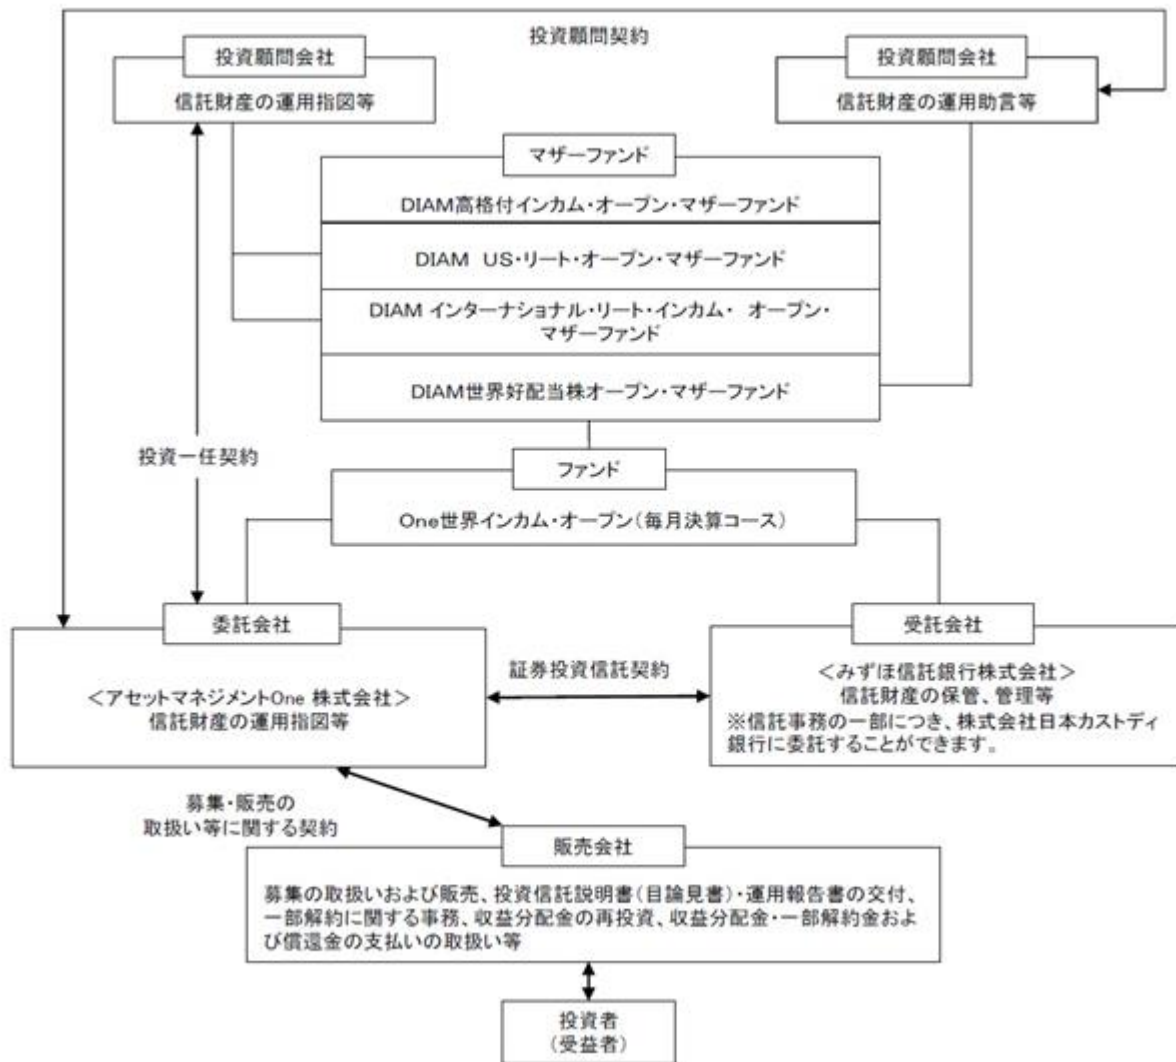 投資顧問契約
投資顧問会社
信託財産の運用指図等
投資顧問会社
信託財産の運用助言等
マザーファンド
DIAM高格付インカム・オープン・マザーファンド
DIAM US・リート・オープン・マザーファンド
DIAM インターナショナル・リート・インカム・ オープン・
マザーファンド
DIAM世界好配当株オープン・マザーファンド
投資一任契約
ファンド
One世界インカム・オープン(毎月決算コース)
委託会社
<アセットマネジメントOne 株式会社>
信託財産の運用指図等
証券投資信託契約
受託会社
<みずほ信託銀行株式会社>
信託財産の保管、管理等
※信託事務の一部につき、株式会社日本カストディ
銀行に委託することができます。
募集・販売の
取扱い等に関する契約
販売会社
募集の取扱いおよび販売、投資信託説明書(目論見書)・運用報告書の交付、
一部解約に関する事務、収益分配金の再投資、収益分配金・一部解約金およ
び償還金の支払いの取扱い等
投資者
(受益者)